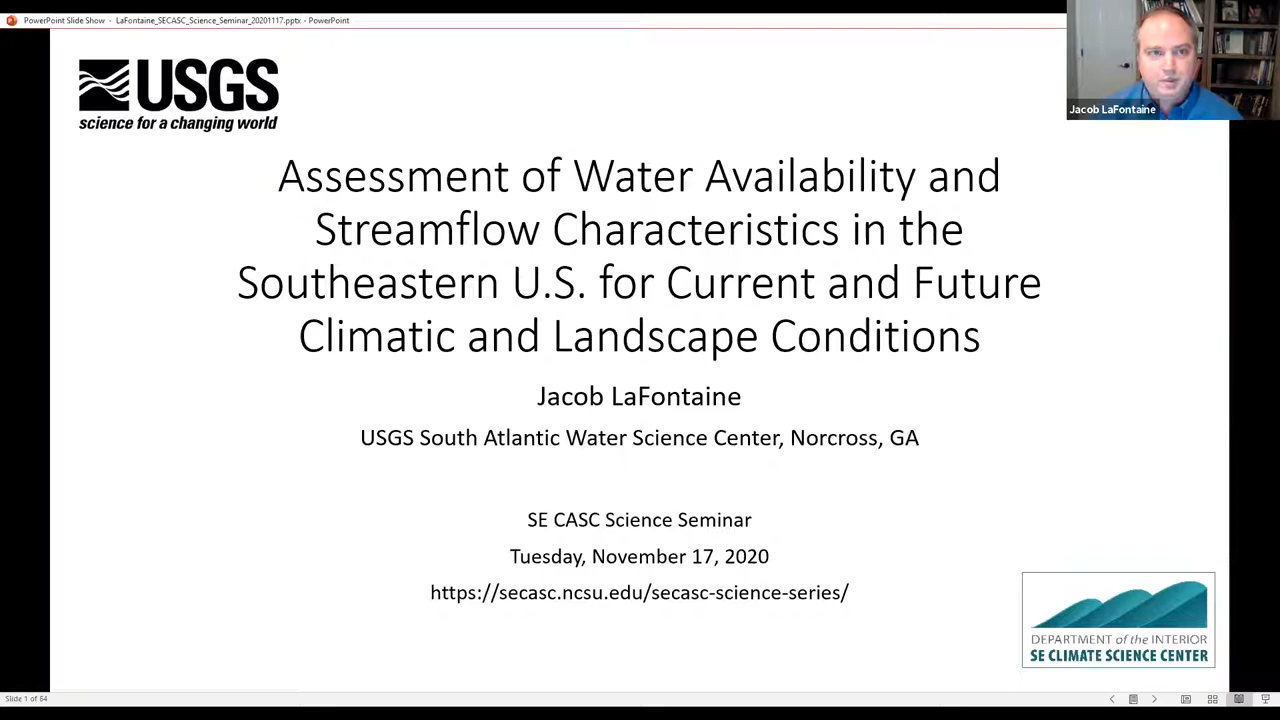 PowerPoint Slide Show - LaFontaine_SECASC_Science_Seminar_20201117.pptx - PowerPoint
USGS
science for a changing world
Jacob LaFontaine
Assessment of Water Availability and
Streamflow Characteristics in the
Southeastern U.S. for Current and Future
Climatic and Landscape Conditions
Jacob LaFontaine
USGS South Atlantic Water Science Center, Norcross, GA
SE CASC Science Seminar
Tuesday, November 17, 2020
https://secasc.ncsu.edu/secasc-science-series/
DEPARTMENT of the INTERIOR
SE CLIMATE SCIENCE CENTER
Slide 1 of 64